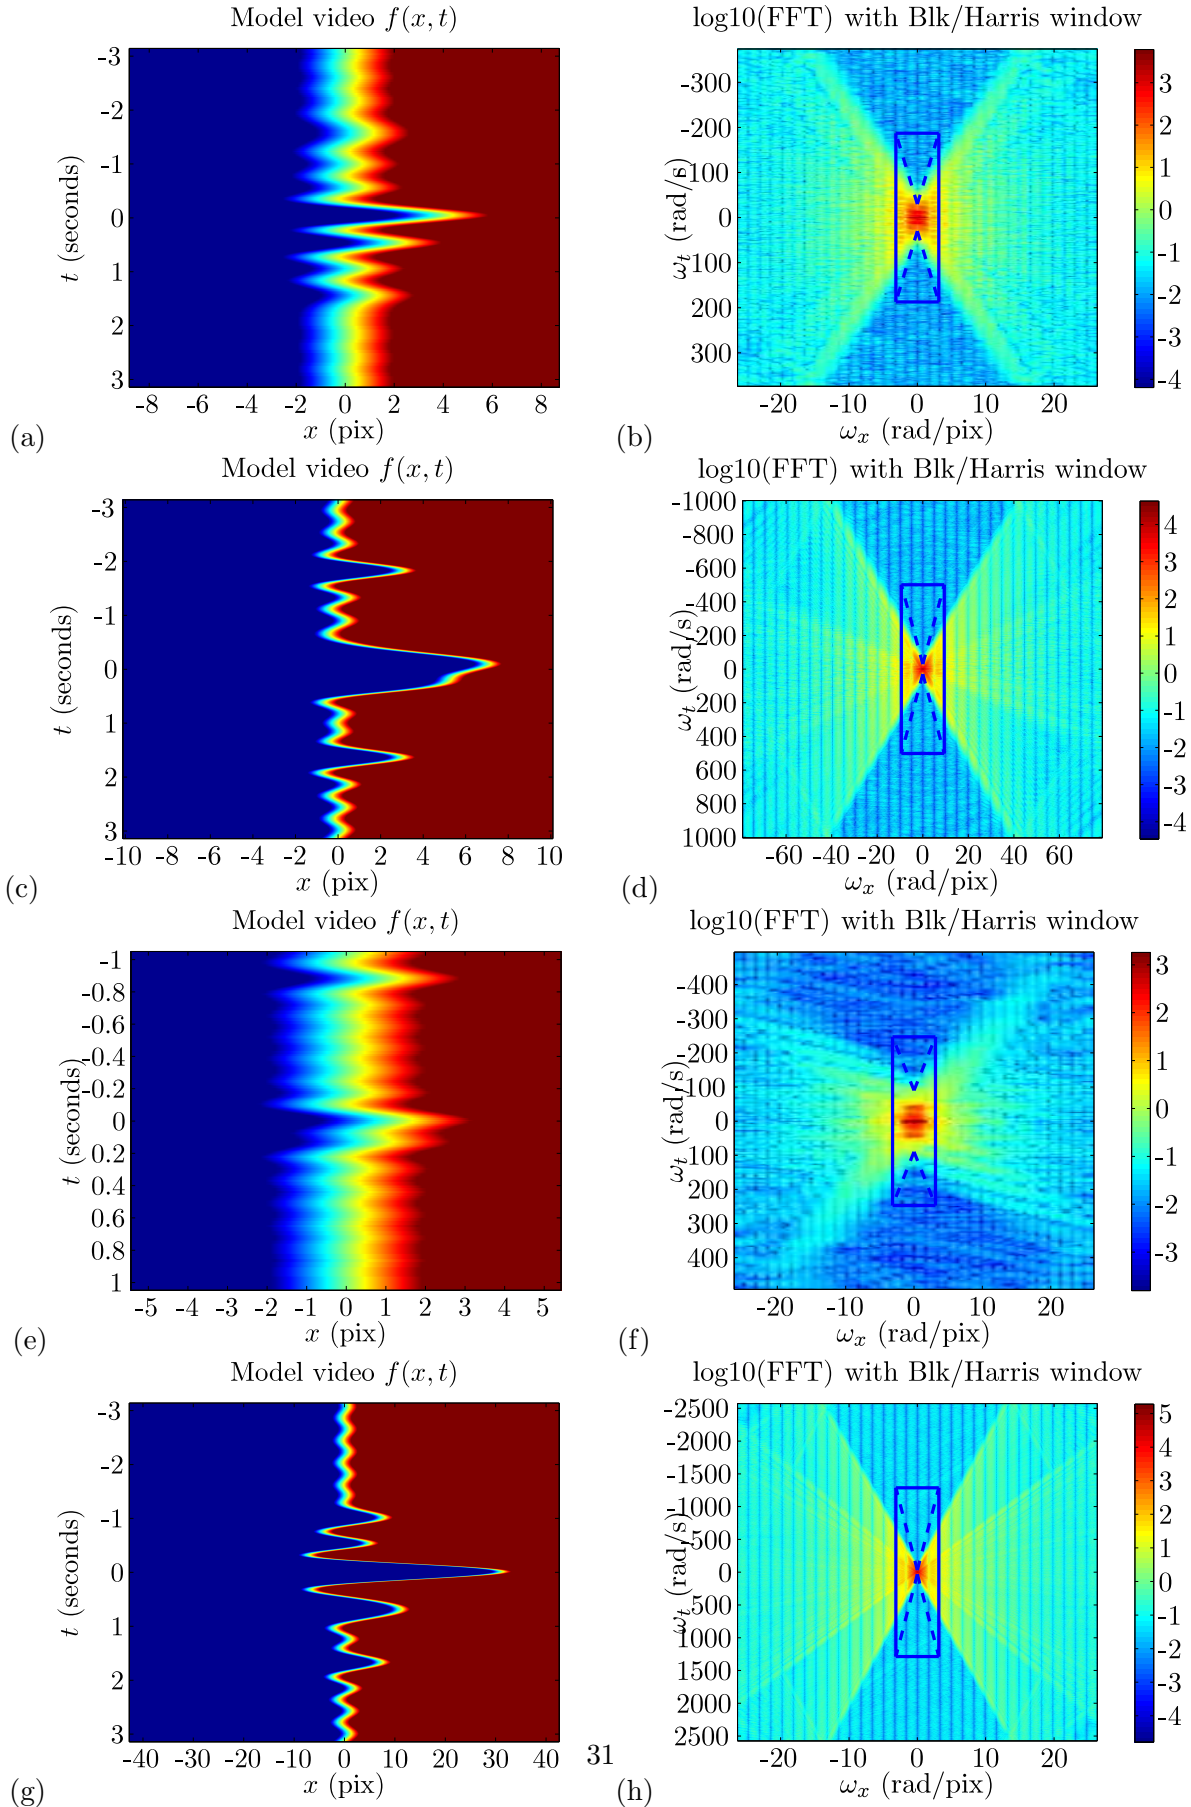 Model video f(x, t)
log10(FFT) with Blk/Harris window
-3
-2
-1
0
1
2
3
t (seconds)
-8 -6 -4 -2 0 2 4 6 8
x (pix)
(a)
-300
-200
-100
0
100
200
300
ω_t (rad/s)
-20 -10 0 10 20
ω_x (rad/pix)
3
2
1
0
-1
-2
-3
-4
(b)
Model video f(x, t)
log10(FFT) with Blk/Harris window
-3
-2
-1
0
1
2
3
t (seconds)
-10 -8 -6 -4 -2 0 2 4 6 8 10
x (pix)
(c)
-1000
-800
-600
-400
-200
0
200
400
600
800
1000
ω_t (rad/s)
-60 -40 -20 0 20 40 60
ω_x (rad/pix)
4
3
2
1
0
-1
-2
-3
-4
(d)
Model video f(x, t)
log10(FFT) with Blk/Harris window
-1
-0.8
-0.6
-0.4
-0.2
0
0.2
0.4
0.6
0.8
1
t (seconds)
-5 -4 -3 -2 -1 0 1 2 3 4 5
x (pix)
(e)
-400
-300
-200
-100
0
100
200
300
400
ω_t (rad/s)
-20 -10 0 10 20
ω_x (rad/pix)
3
2
1
0
-1
-2
-3
(f)
Model video f(x, t)
log10(FFT) with Blk/Harris window
-3
-2
-1
0
1
2
3
t (seconds)
-40 -30 -20 -10 0 10 20 30 40
x (pix)
(g)
-2500
-2000
-1500
-1000
-500
0
500
1000
1500
2000
2500
ω_t (rad/s)
-20 -10 0 10 20
ω_x (rad/pix)
5
4
3
2
1
0
-1
-2
-3
-4
(h)
31